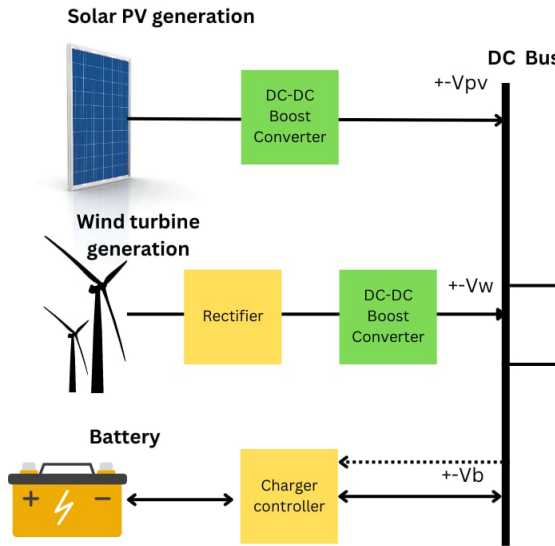 Solar PV generation
DC Bus
+-Vpv
DC-DC
Boost
Converter
Wind turbine
generation
+-Vw
Rectifier
DC-DC
Boost
Converter
Battery
+-Vb
Charger
controller
+ −